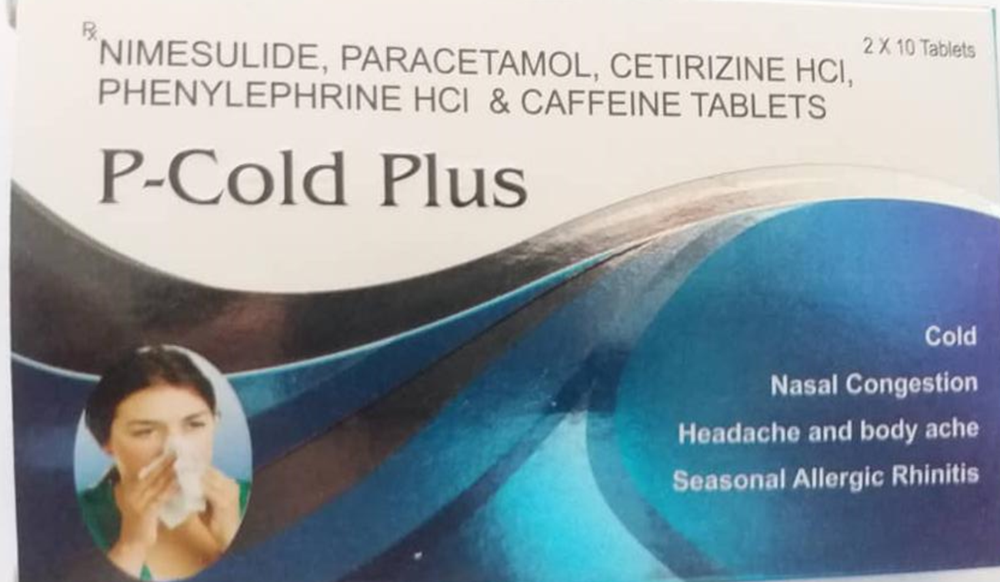 ℞
NIMESULIDE, PARACETAMOL, CETIRIZINE HCl,
PHENYLEPHRINE HCl & CAFFEINE TABLETS
2 X 10 Tablets
P-Cold Plus
Cold
Nasal Congestion
Headache and body ache
Seasonal Allergic Rhinitis